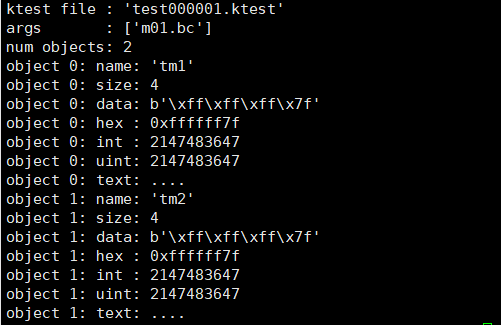 ktest file : 'test000001.ktest'
args       : ['m01.bc']
num objects: 2
object 0: name: 'tm1'
object 0: size: 4
object 0: data: b'\xff\xff\xff\x7f'
object 0: hex : 0xffffff7f
object 0: int : 2147483647
object 0: uint: 2147483647
object 0: text: ....
object 1: name: 'tm2'
object 1: size: 4
object 1: data: b'\xff\xff\xff\x7f'
object 1: hex : 0xffffff7f
object 1: int : 2147483647
object 1: uint: 2147483647
object 1: text: ....